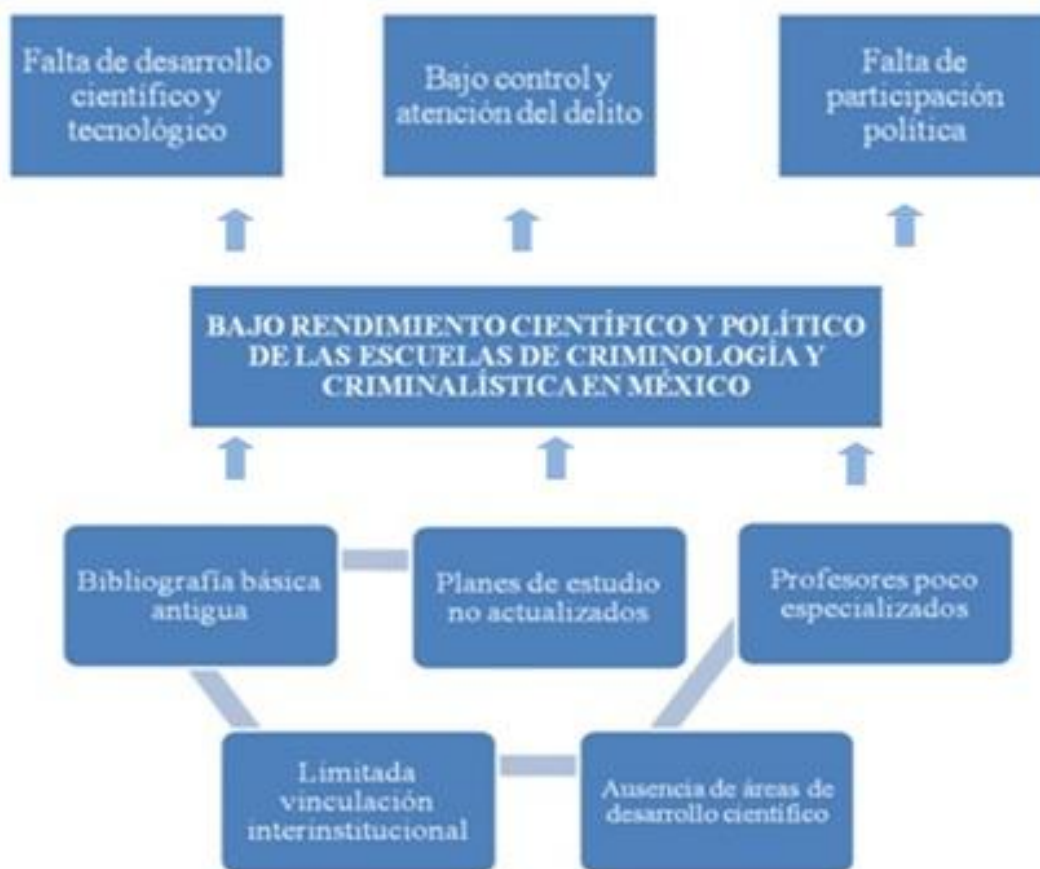 Falta de desarrollo
científico y
tecnológico
Bajo control y
atención del delito
Falta de
participación
política
BAJO RENDIMIENTO CIENTÍFICO Y POLÍTICO
DE LAS ESCUELAS DE CRIMINOLOGÍA Y
CRIMINALÍSTICA EN MÉXICO
Bibliografía básica
antigua
Planes de estudio
no actualizados
Profesores poco
especializados
Límitada
vinculación
interinstitucional
Ausencia de áreas de
desarrollo científico